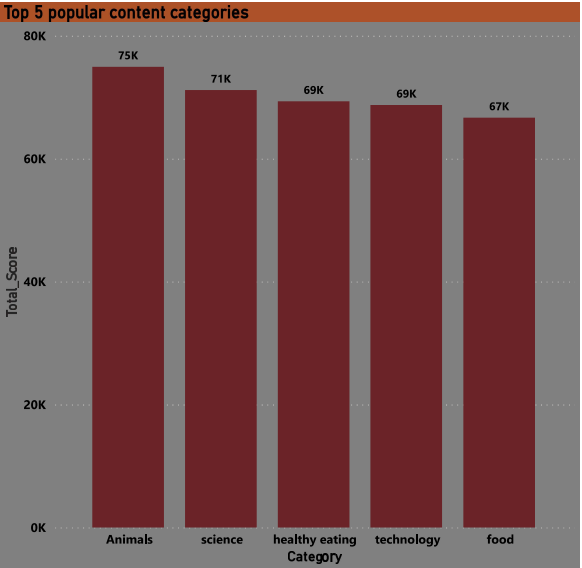 Top 5 popular content categories
80K
75K
71K
69K
69K
67K
60K
40K
Total_Score
20K
0K
Animals science healthy eating technology food
Category